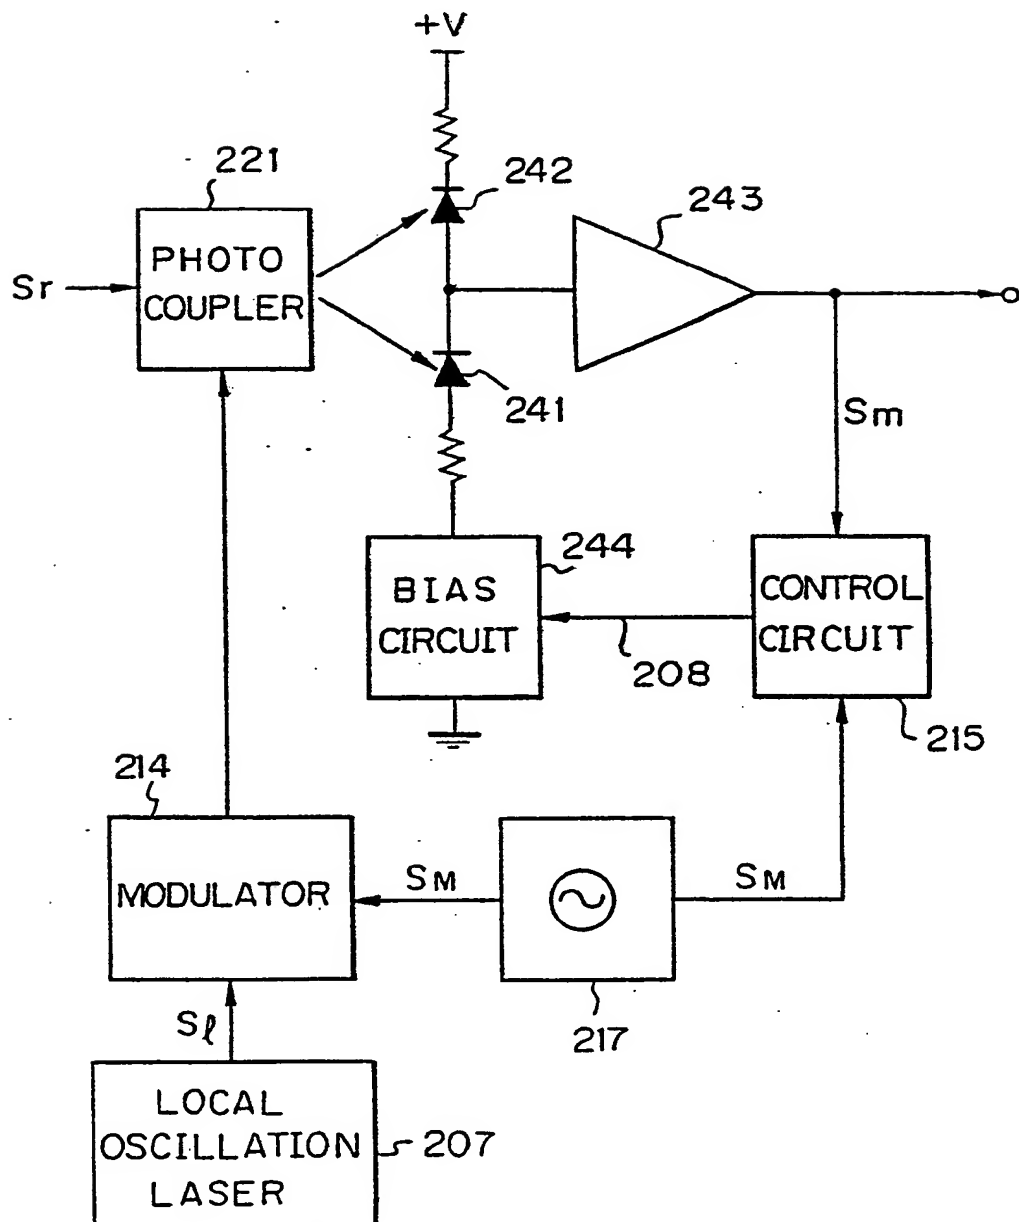 +V
221
242
243
PHOTO
COUPLER
Sr
241
Sm
244
BIAS
CIRCUIT
CONTROL
CIRCUIT
208
215
214
MODULATOR
SM
SM
217
Sℓ
LOCAL
OSCILLATION
LASER
207